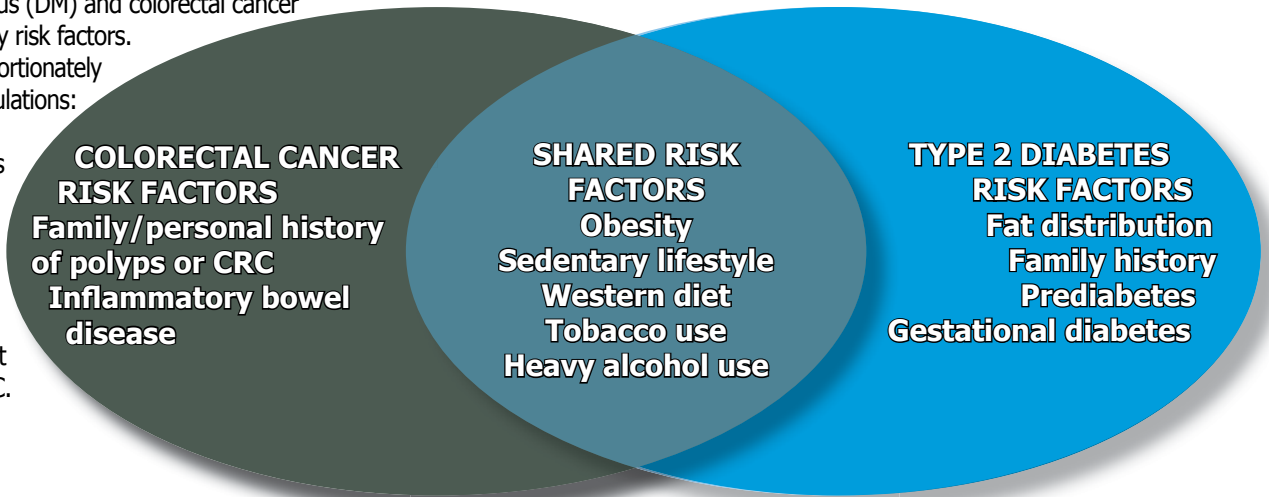 (DM) and colorectal cancer
risk factors.
ulations:
COLORECTAL CANCER
RISK FACTORS
Family/personal history
of polyps or CRC
Inflammatory bowel
disease
SHARED RISK
FACTORS
Obesity
Sedentary lifestyle
Western diet
Tobacco use
Heavy alcohol use
TYPE 2 DIABETES
RISK FACTORS
Fat distribution
Family history
Prediabetes
Gestational diabetes